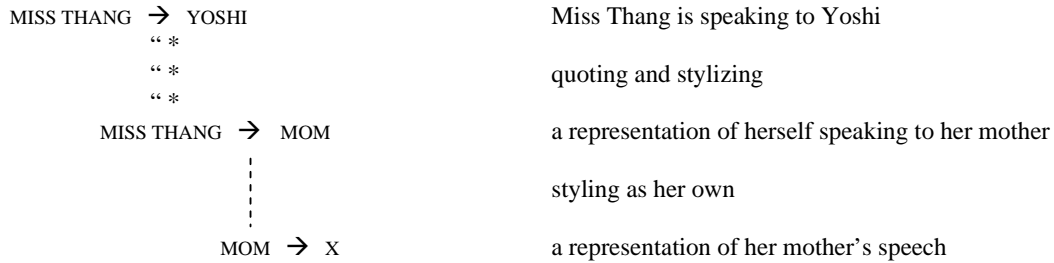 MISS THANG → YOSHI Miss Thang is speaking to Yoshi
“ *
“ * quoting and stylizing
“ *
MISS THANG → MOM a representation of herself speaking to her mother
styling as her own
MOM → X a representation of her mother’s speech